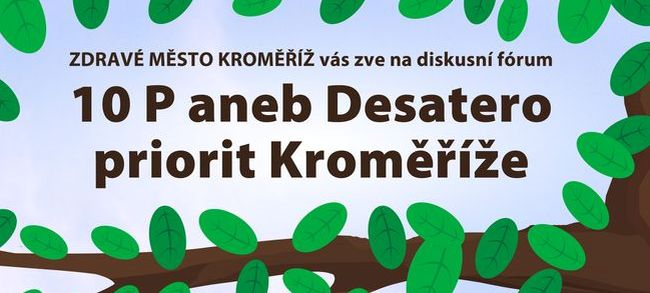 ZDRAVÉ MĚSTO KROMĚŘÍŽ vás zve na diskusní fórum
10 P aneb Desatero
priorit Kroměříže